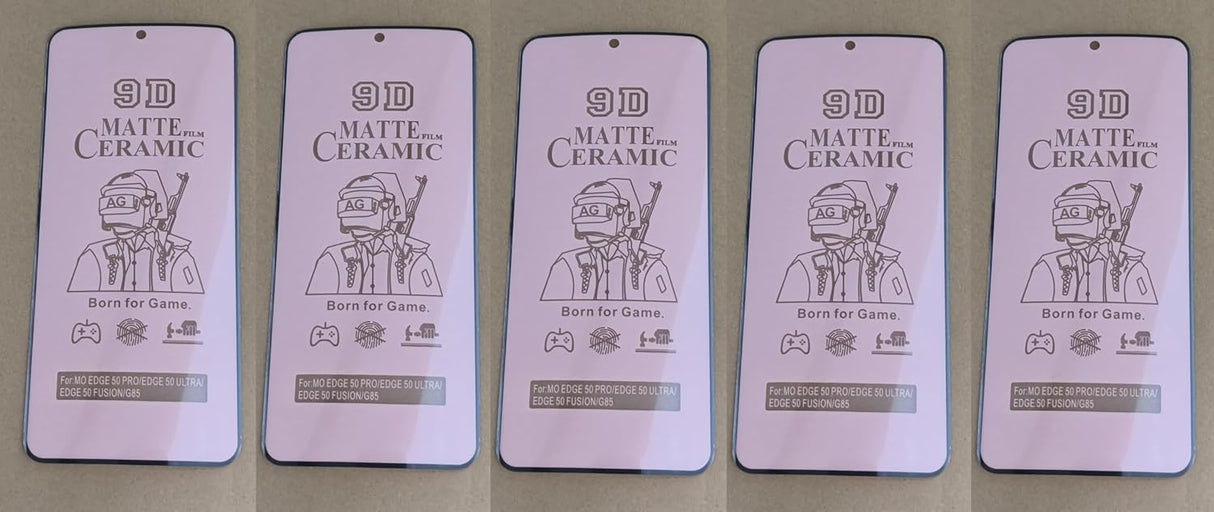 9D
MATTE FILM
CERAMIC
AG
Born for Game.
For:MO EDGE 50 PRO/EDGE 50 ULTRA/
EDGE 50 FUSION/G85
9D
MATTE FILM
CERAMIC
AG
Born for Game.
For:MO EDGE 50 PRO/EDGE 50 ULTRA/
EDGE 50 FUSION/G85
9D
MATTE FILM
CERAMIC
AG
Born for Game.
For:MO EDGE 50 PRO/EDGE 50 ULTRA/
EDGE 50 FUSION/G85
9D
MATTE FILM
CERAMIC
AG
Born for Game.
For:MO EDGE 50 PRO/EDGE 50 ULTRA/
EDGE 50 FUSION/G85
9D
MATTE FILM
CERAMIC
AG
Born for Game.
For:MO EDGE 50 PRO/EDGE 50 ULTRA/
EDGE 50 FUSION/G85